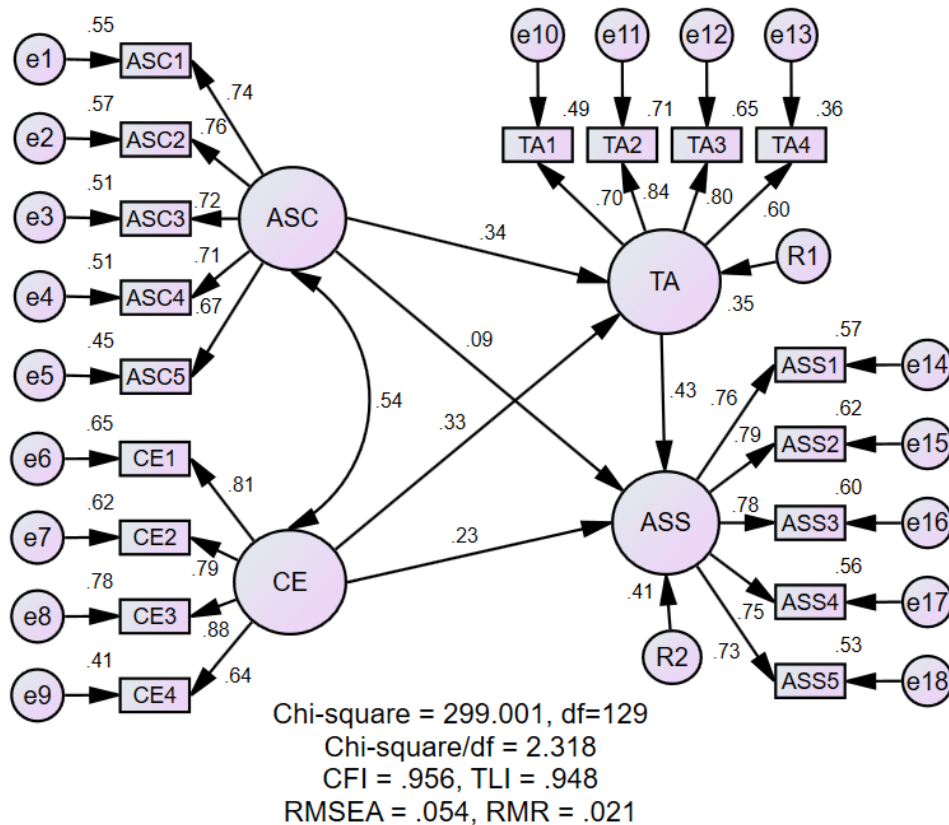 .55
e1
ASC1
.74
.57
e2
ASC2
.76
.51
e3
ASC3
.72
.51
e4
ASC4
.71
.45
e5
ASC5
.67
ASC
.65
e6
CE1
.81
.62
e7
CE2
.79
.78
e8
CE3
.88
.41
e9
CE4
.64
CE
.54
.34
.09
.33
.23
e10
e11
e12
e13
.49
.71
.65
.36
TA1
TA2
TA3
TA4
.70
.84
.80
.60
TA
R1
.35
.43
ASS
.41
R2
.57
ASS1
e14
.76
.62
ASS2
e15
.79
.60
ASS3
e16
.78
.56
ASS4
e17
.75
.53
ASS5
e18
.73
Chi-square = 299.001, df=129
Chi-square/df = 2.318
CFI = .956, TLI = .948
RMSEA = .054, RMR = .021